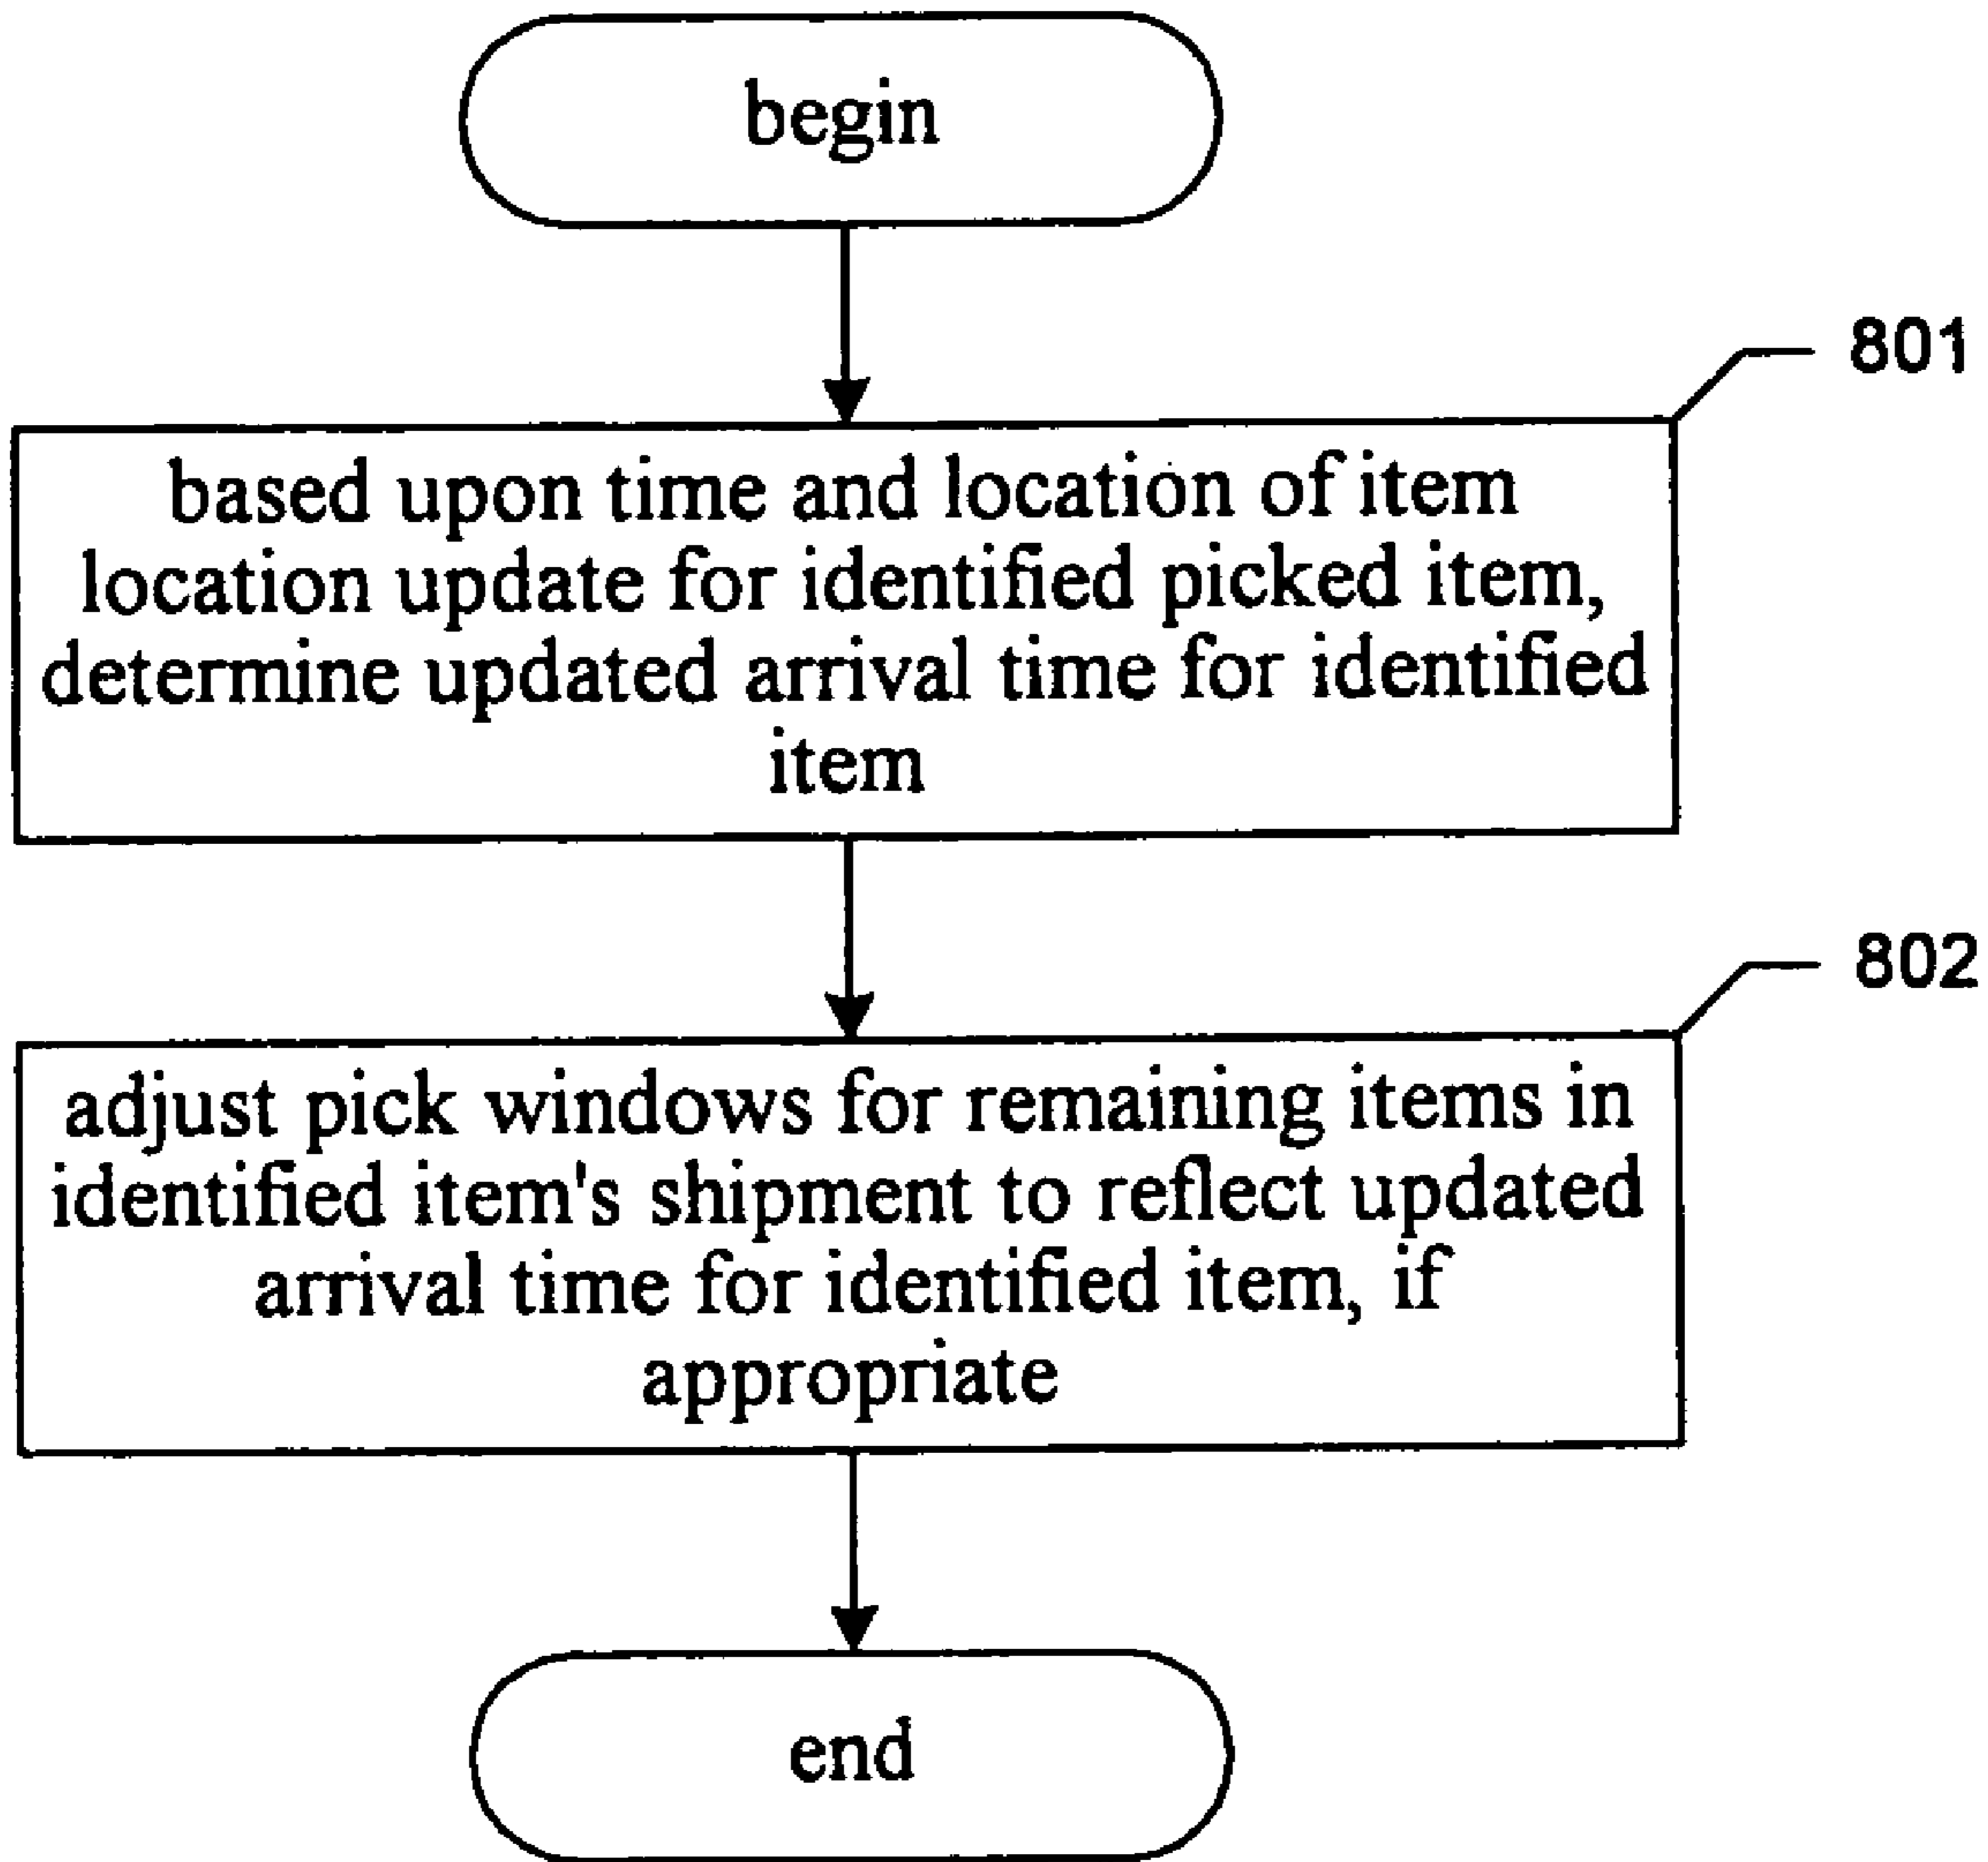 begin
801
based upon time and location of item
location update for identified picked item,
determine updated arrival time for identified
item
802
adjust pick windows for remaining items in
identified item's shipment to reflect updated
arrival time for identified item, if
appropriate
end